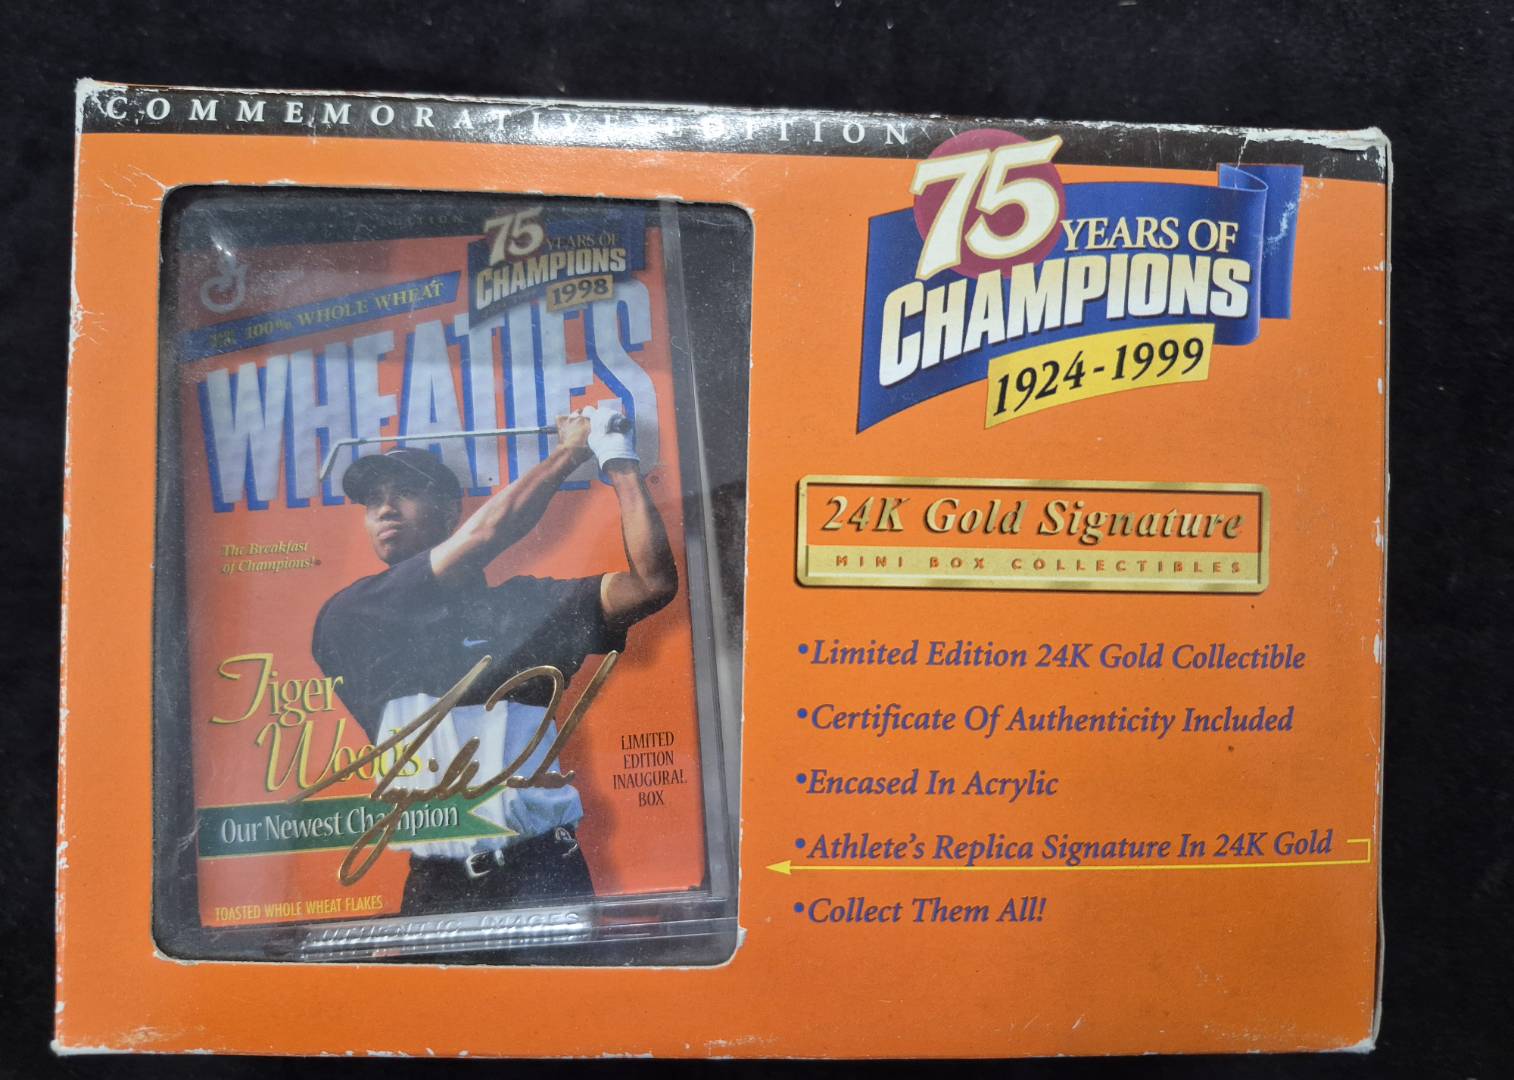 COMMEMORATIVE EDITION
75
YEARS OF
CHAMPIONS
1924-1999
24K Gold Signature
MINI BOX COLLECTIBLES
•Limited Edition 24K Gold Collectible
•Certificate Of Authenticity Included
•Encased In Acrylic
•Athlete's Replica Signature In 24K Gold
•Collect Them All!
EDITION
75
YEARS OF
CHAMPIONS
1998
G
100% WHOLE WHEAT
WHEATIES
The Breakfast
of Champions!®
Tiger
Woods
Our Newest Champion
LIMITED
EDITION
INAUGURAL
BOX
TOASTED WHOLE WHEAT FLAKES
AUTHENTIC IMAGES